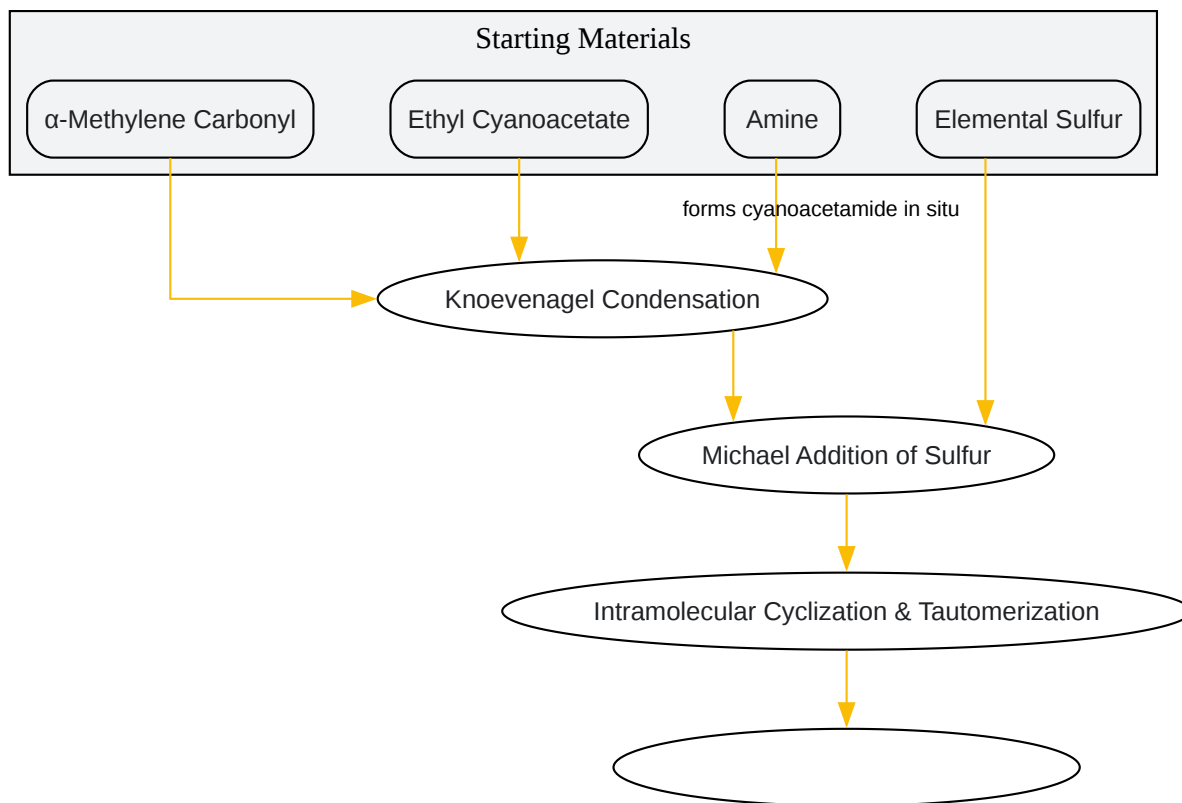 Starting Materials
α-Methylene Carbonyl
Ethyl Cyanoacetate
Amine
Elemental Sulfur
forms cyanoacetamide in situ
Knoevenagel Condensation
Michael Addition of Sulfur
Intramolecular Cyclization & Tautomerization